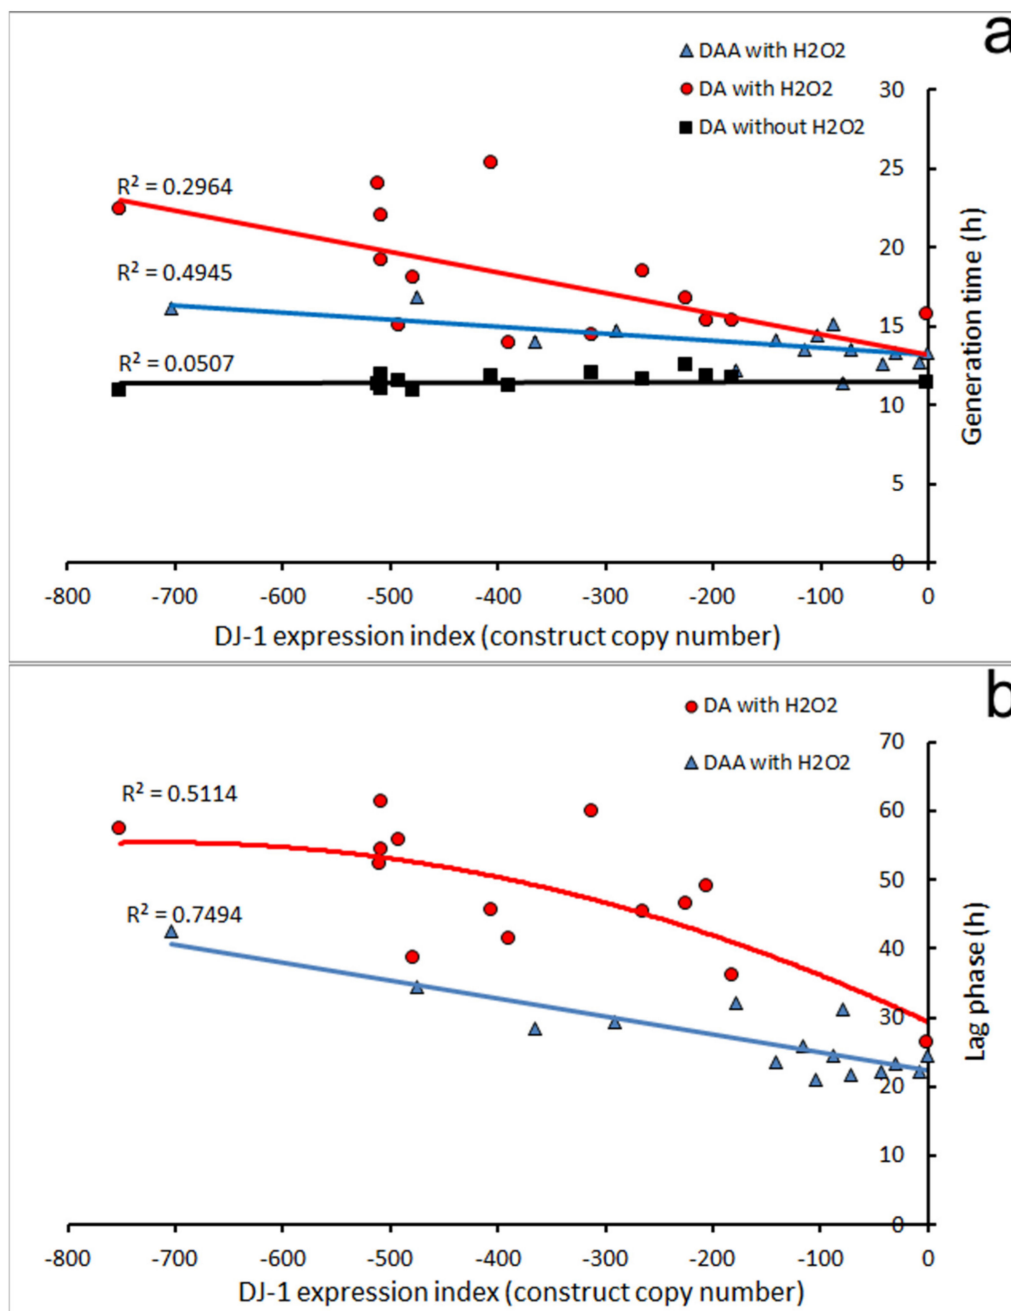 a
DAA with H2O2
DA with H2O2
DA without H2O2
30
25
20
15
10
5
0
Generation time (h)
R² = 0.2964
R² = 0.4945
R² = 0.0507
-800 -700 -600 -500 -400 -300 -200 -100 0
DJ-1 expression index (construct copy number)
b
DA with H2O2
DAA with H2O2
70
60
50
40
30
20
10
0
Lag phase (h)
R² = 0.5114
R² = 0.7494
-800 -700 -600 -500 -400 -300 -200 -100 0
DJ-1 expression index (construct copy number)